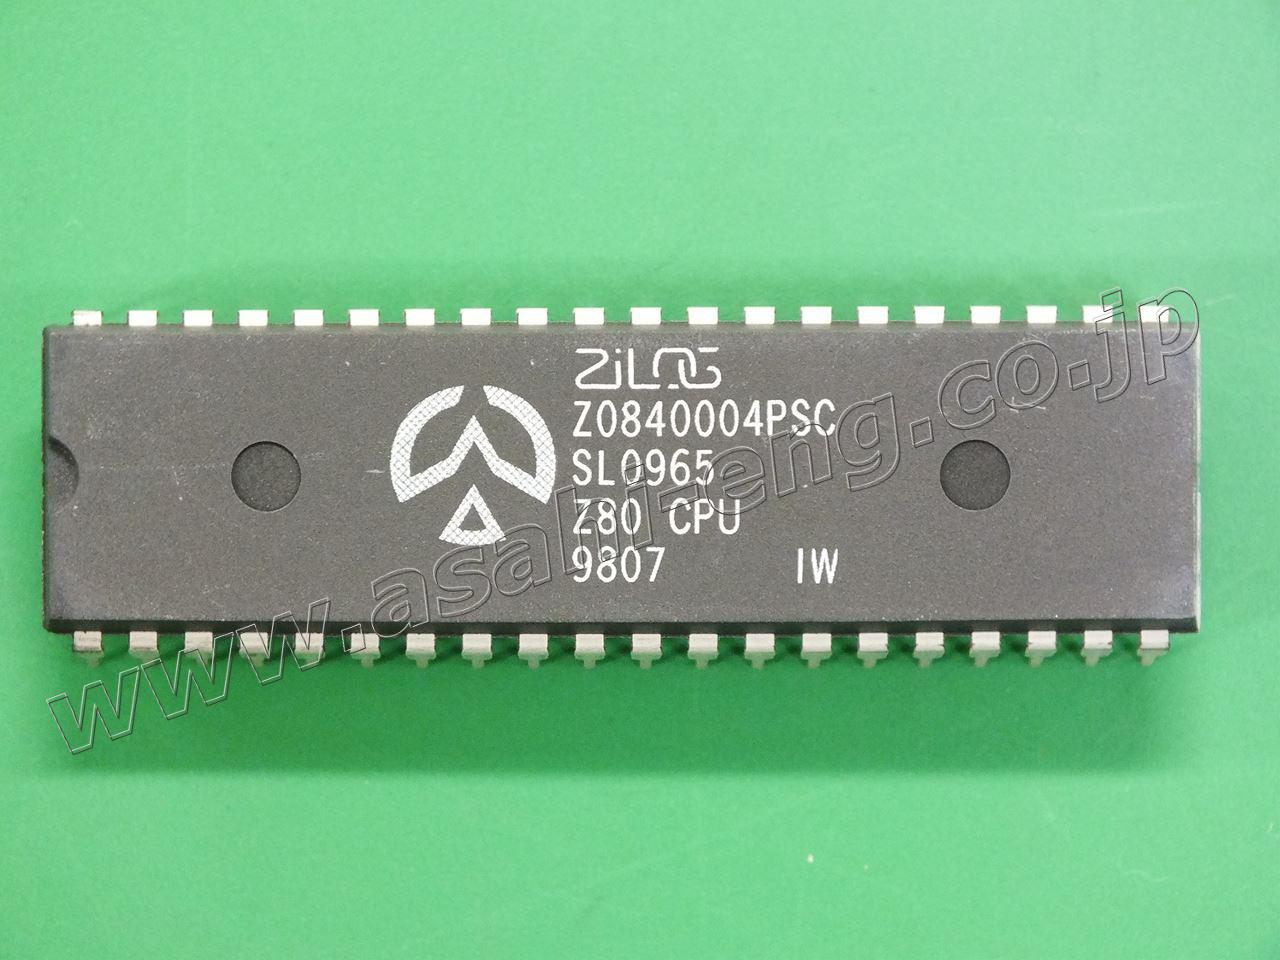 ZiLOG
Z0840004PSC
SL0965
Z80 CPU
9807 IW
www.asahi-eng.co.jp